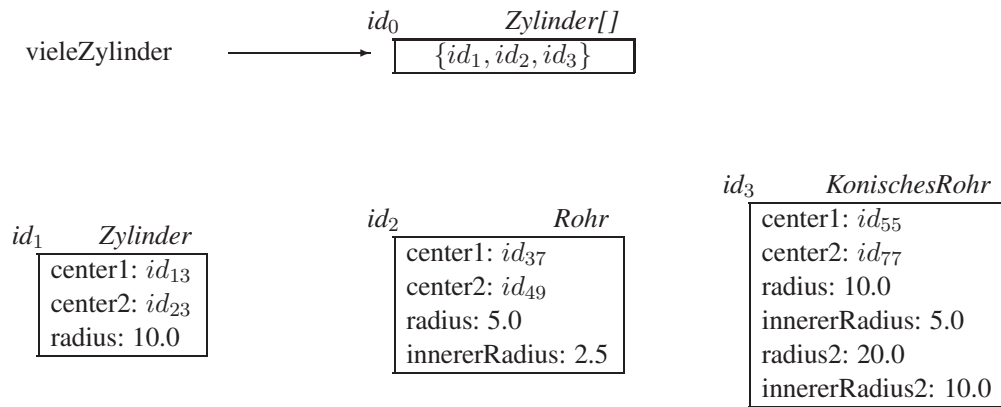 id₀ Zylinder[]
vieleZylinder {id₁, id₂, id₃}
id₁ Zylinder
center1: id₁₃
center2: id₂₃
radius: 10.0
id₂ Rohr
center1: id₃₇
center2: id₄₉
radius: 5.0
innererRadius: 2.5
id₃ KonischesRohr
center1: id₅₅
center2: id₇₇
radius: 10.0
innererRadius: 5.0
radius2: 20.0
innererRadius2: 10.0